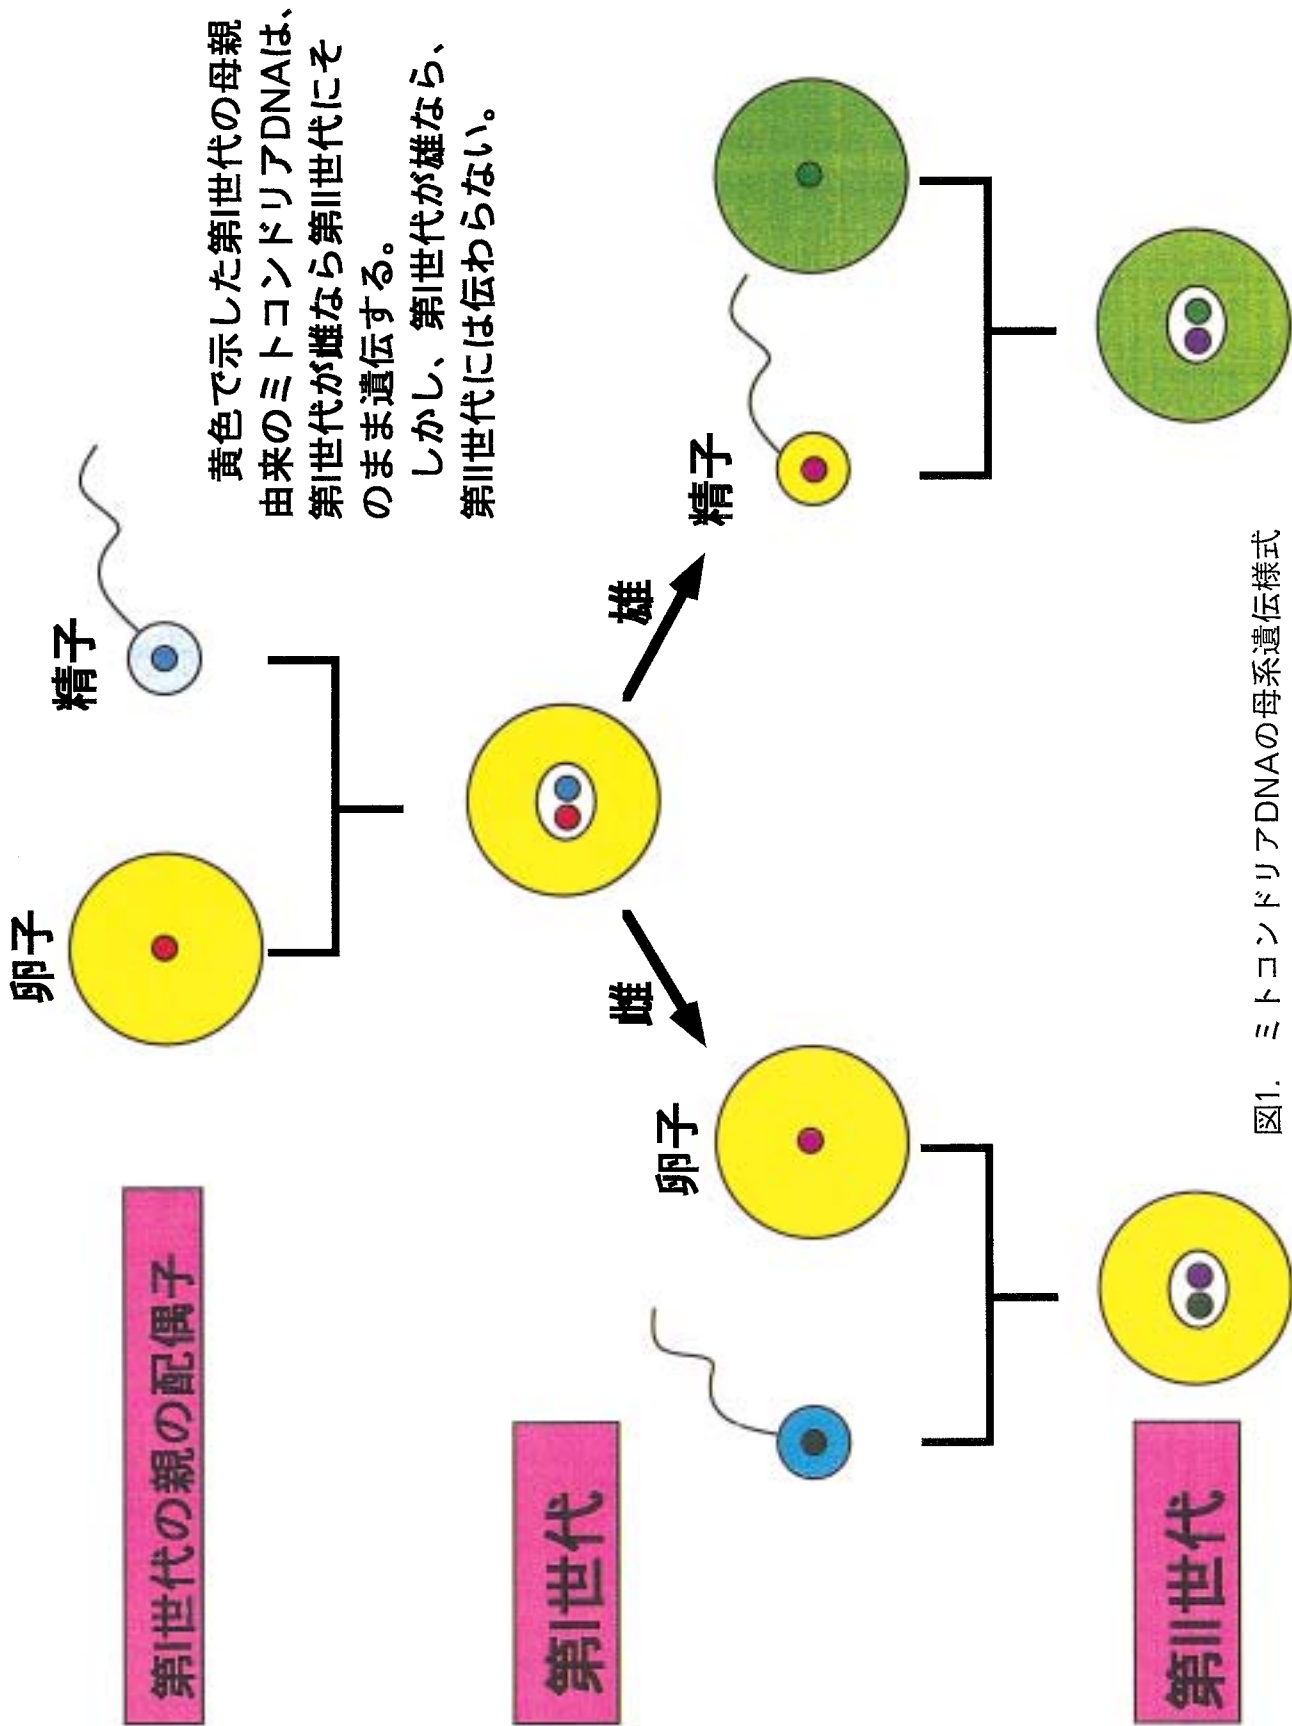 卵子
精子
第I世代の親の配偶子
黄色で示した第I世代の母親
由来のミトコンドリアDNAは、
第I世代が雌なら第II世代にそ
のまま遺伝する。
しかし、第I世代が雄なら、
第II世代には伝わらない。
第I世代
雌
雄
卵子
精子
第II世代
図1. ミトコンドリアDNAの母系遺伝様式